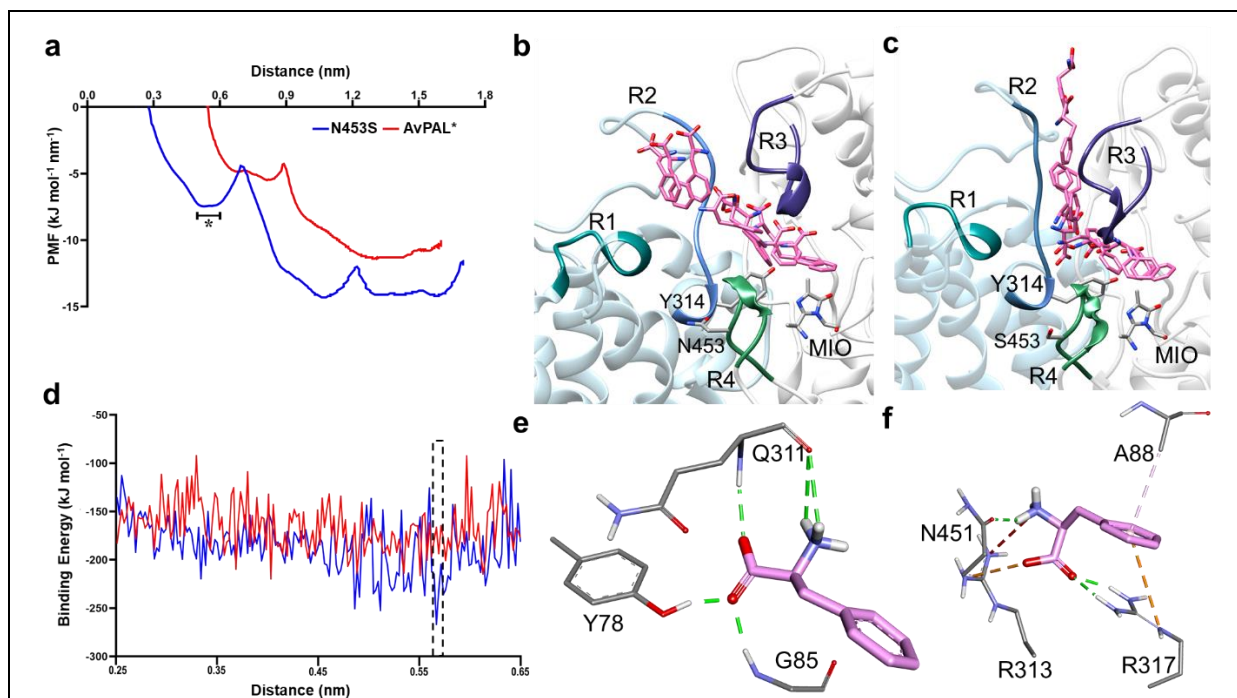 a
Distance (nm)
0.0 0.3 0.6 0.9 1.2 1.5 1.8
0
-5
-10
-15
PMF (kJ mol⁻¹ nm⁻¹)
N453S AvPAL*
*
b
R2
R3
R1
Y314
N453
MIO
R4
c
R2
R3
R1
Y314
S453
MIO
R4
d
-50
-100
-150
-200
-250
-300
Binding Energy (kJ mol⁻¹)
0.25 0.35 0.45 0.55 0.65
Distance (nm)
e
Q311
Y78
G85
f
A88
N451
R313
R317